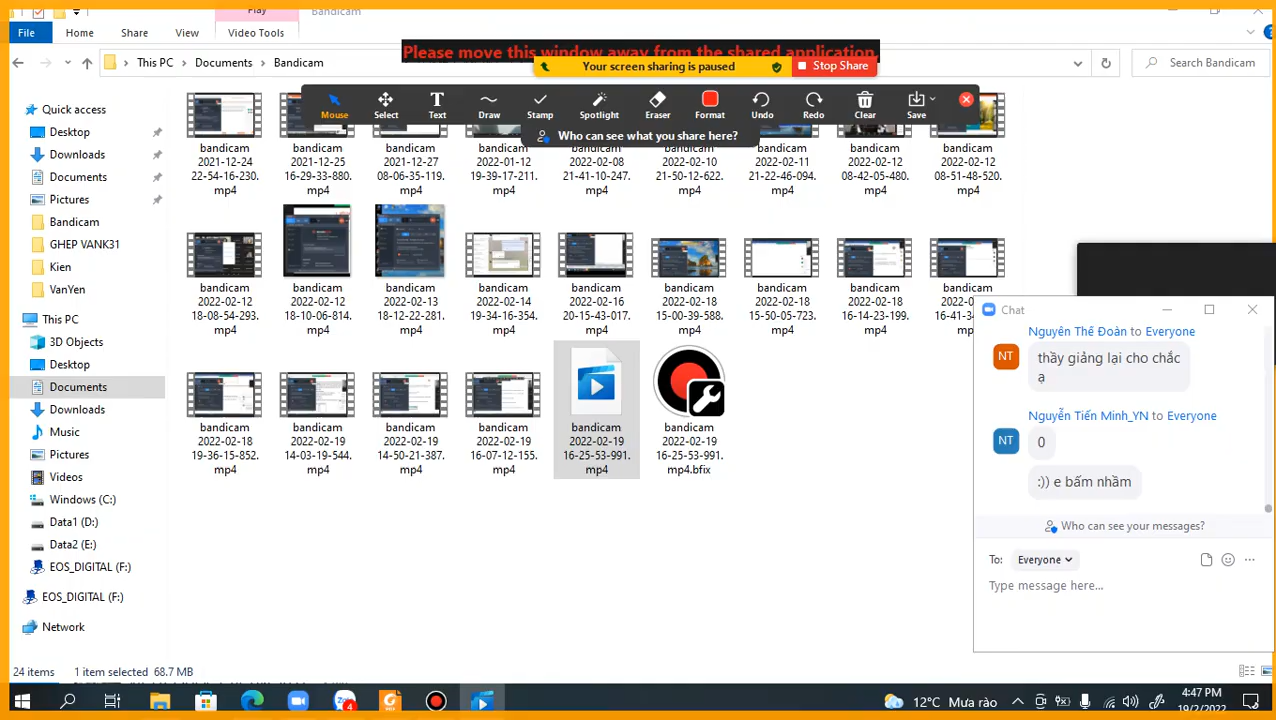 Play
Bandicam
File
Home
Share
View
Video Tools
Please move this window away from the shared application.
Your screen sharing is paused
Stop Share
This PC
Documents
Bandicam
Search Bandicam
Mouse
Select
Text
Draw
Stamp
Spotlight
Eraser
Format
Undo
Redo
Clear
Save
Who can see what you share here?
Quick access
Desktop
Downloads
Documents
Pictures
Bandicam
GHEP VANK31
Kien
VanYen
This PC
3D Objects
Desktop
Documents
Downloads
Music
Pictures
Videos
Windows (C:)
Data1 (D:)
Data2 (E:)
EOS_DIGITAL (F:)
EOS_DIGITAL (F:)
Network
bandicam
2021-12-24
22-54-16-230.
mp4
bandicam
2021-12-25
16-29-33-880.
mp4
bandicam
2021-12-27
08-06-35-119.
mp4
bandicam
2022-01-12
19-39-17-211.
mp4
bandicam
2022-02-08
21-41-10-247.
mp4
bandicam
2022-02-10
21-50-12-622.
mp4
bandicam
2022-02-11
21-22-46-094.
mp4
bandicam
2022-02-12
08-42-05-480.
mp4
bandicam
2022-02-12
08-51-48-520.
mp4
bandicam
2022-02-12
18-08-54-293.
mp4
bandicam
2022-02-12
18-10-06-814.
mp4
bandicam
2022-02-13
18-12-22-281.
mp4
bandicam
2022-02-14
19-34-16-354.
mp4
bandicam
2022-02-16
20-15-43-017.
mp4
bandicam
2022-02-18
15-00-39-588.
mp4
bandicam
2022-02-18
15-50-05-723.
mp4
bandicam
2022-02-18
16-14-23-199.
mp4
bandicam
2022-0
16-41-34
mp
bandicam
2022-02-18
19-36-15-852.
mp4
bandicam
2022-02-19
14-03-19-544.
mp4
bandicam
2022-02-19
14-50-21-387.
mp4
bandicam
2022-02-19
16-07-12-155.
mp4
bandicam
2022-02-19
16-25-53-991.
mp4
bandicam
2022-02-19
16-25-53-991.
mp4.bfix
Chat
Nguyên Thế Đoàn to Everyone
NT
thầy giảng lại cho chắc
ạ
Nguyễn Tiến Minh_YN to Everyone
NT
0
:)) e bấm nhầm
Who can see your messages?
To:
Everyone
Type message here...
24 items
1 item selected 68.7 MB
Zalo
4
12°C Mưa rào
4:47 PM
19/2/2022